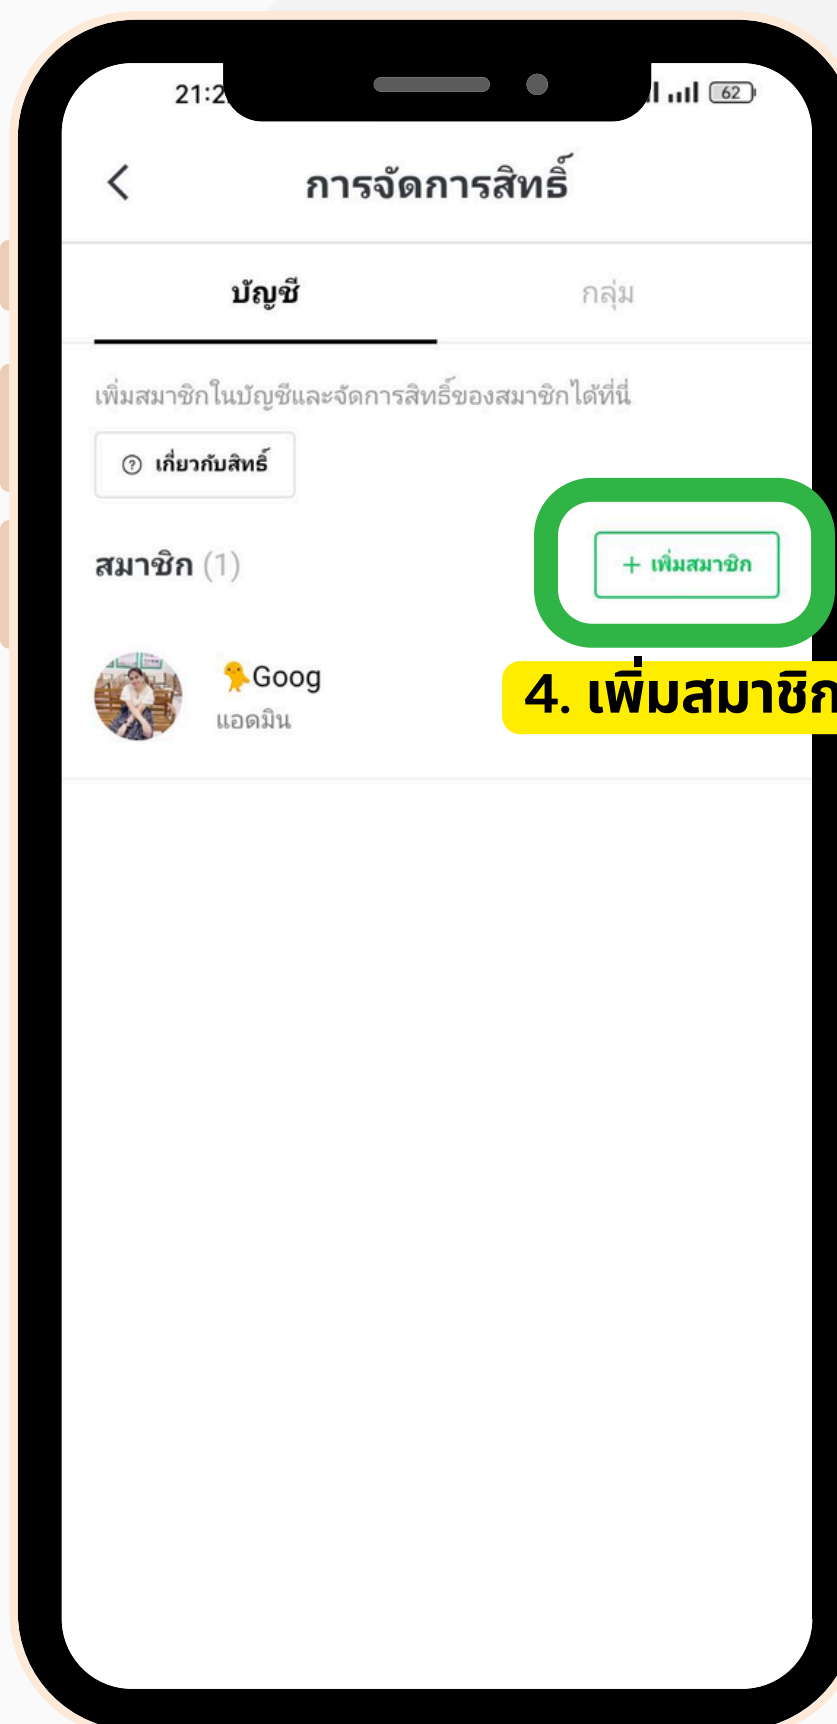 21:2
62
การจัดการสิทธิ์
บัญชี
กลุ่ม
เพิ่มสมาชิกในบัญชีและจัดการสิทธิ์ของสมาชิกได้ที่นี่
เกี่ยวกับสิทธิ์
สมาชิก (1)
+ เพิ่มสมาชิก
🐥Goog
แอดมิน
4. เพิ่มสมาชิก